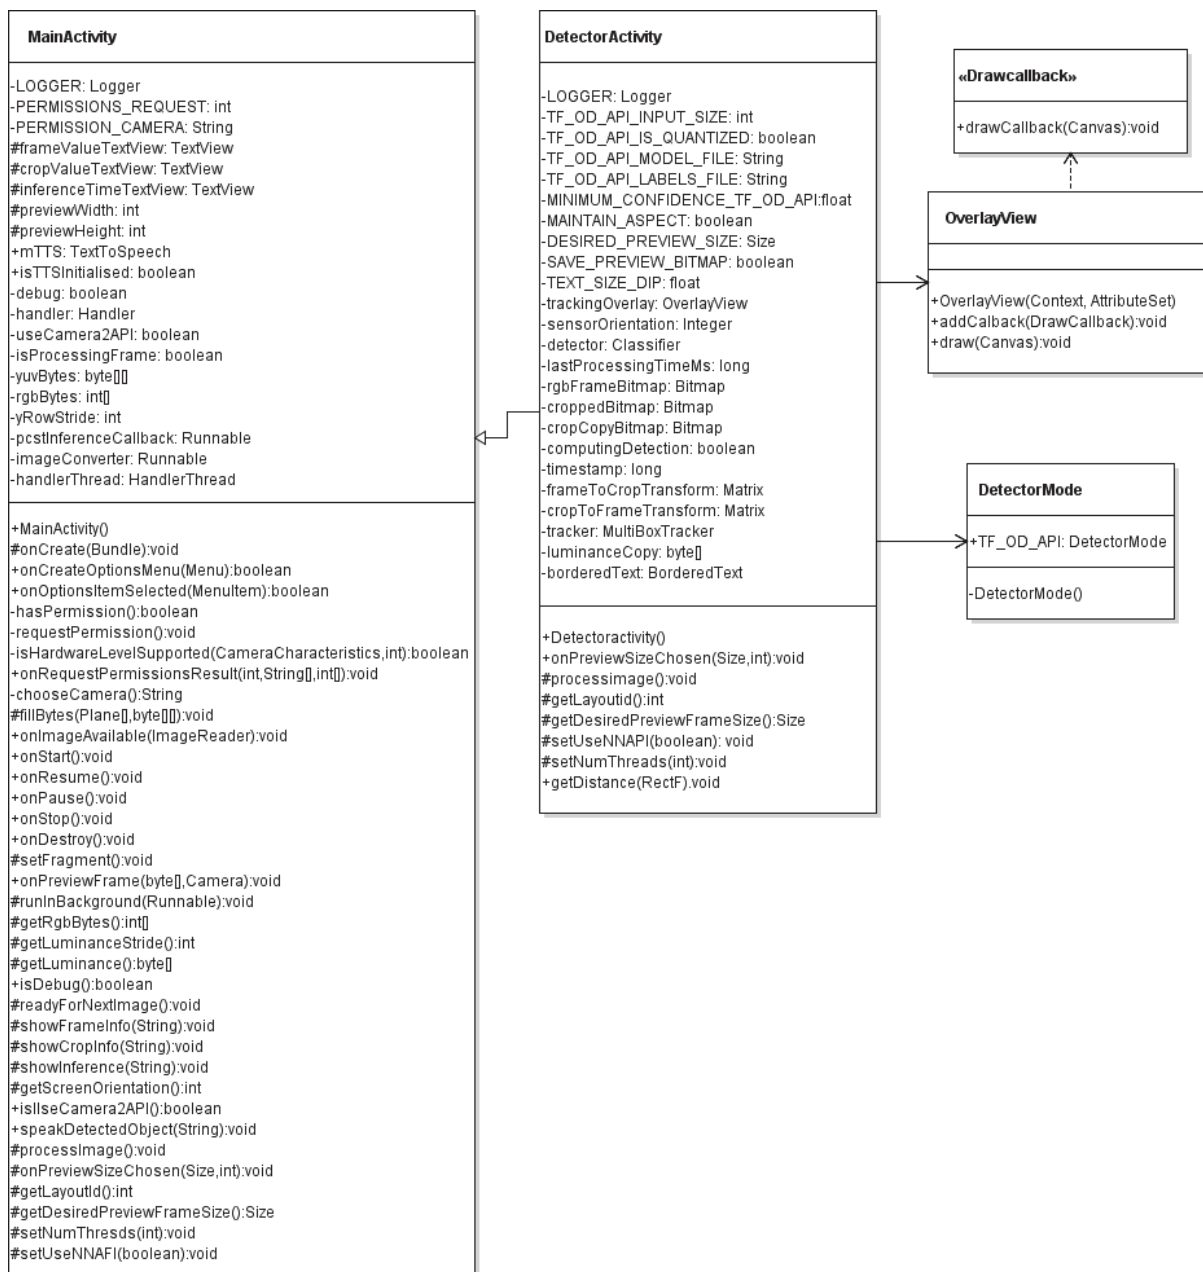 MainActivity
-LOGGER: Logger
-PERMISSIONS_REQUEST: int
-PERMISSION_CAMERA: String
#frameValueTextView: TextView
#cropValueTextView: TextView
#inferenceTimeTextView: TextView
#previewWidth: int
#previewHeight: int
+mTTS: TextToSpeech
+isTTSInitialised: boolean
-debug: boolean
-handler: Handler
-useCamera2API: boolean
-isProcessingFrame: boolean
-yuvBytes: byte[][]
-rgbBytes: int[]
-yRowStride: int
-pcstInferenceCallback: Runnable
-imageConverter: Runnable
-handlerThread: HandlerThread
+MainActivity()
#onCreate(Bundle):void
+onCreateOptionsMenu(Menu):boolean
+onOptionsItemSelected(MenuItem):boolean
-hasPermission():boolean
-requestPermission():void
-isHardwareLevelSupported(CameraCharacteristics,int):boolean
+onRequestPermissionsResult(int,String[],int[]):void
-chooseCamera():String
#fillBytes(Plane[],byte[][]):void
+onImageAvailable(ImageReader):void
+onStart():void
+onResume():void
+onPause():void
+onStop():void
+onDestroy():void
#setFragment():void
+onPreviewFrame(byte[],Camera):void
#runInBackground(Runnable):void
#getRgbBytes():int[]
#getLuminanceStride():int
#getLuminance():byte[]
+isDebug():boolean
#readyForNextImage():void
#showFrameInfo(String):void
#showCropInfo(String):void
#showInference(String):void
#getScreenOrientation():int
+isIlseCamera2API():boolean
+speakDetectedObject(String):void
#processImage():void
#onPreviewSizeChosen(Size,int):void
#getLayoutId():int
#getDesiredPreviewFrameSize():Size
#setNumThresds(int):void
#setUseNNAFI(boolean):void
DetectorActivity
-LOGGER: Logger
-TF_OD_API_INPUT_SIZE: int
-TF_OD_API_IS_QUANTIZED: boolean
-TF_OD_API_MODEL_FILE: String
-TF_OD_API_LABELS_FILE: String
-MINIMUM_CONFIDENCE_TF_OD_API:float
-MAINTAIN_ASPECT: boolean
-DESIRED_PREVIEW_SIZE: Size
-SAVE_PREVIEW_BITMAP: boolean
-TEXT_SIZE_DIP: float
-trackingOverlay: OverlayView
-sensorOrientation: Integer
-detector: Classifier
-lastProcessingTimeMs: long
-rgbFrameBitmap: Bitmap
-croppedBitmap: Bitmap
-cropCopyBitmap: Bitmap
-computingDetection: boolean
-timestamp: long
-frameToCropTransform: Matrix
-cropToFrameTransform: Matrix
-tracker: MultiBoxTracker
-luminanceCopy: byte[]
-borderedText: BorderedText
+Detectoractivity()
+onPreviewSizeChosen(Size,int):void
#processimage():void
#getLayoutid():int
#getDesiredPreviewFrameSize():Size
#setUseNNAPI(boolean): void
#setNumThreads(int):void
+getDistance(RectF).void
«Drawcallback»
+drawCallback(Canvas):void
OverlayView
+OverlayView(Context, AttributeSet)
+addCalback(DrawCallback):void
+draw(Canvas):void
DetectorMode
+TF_OD_API: DetectorMode
-DetectorMode()